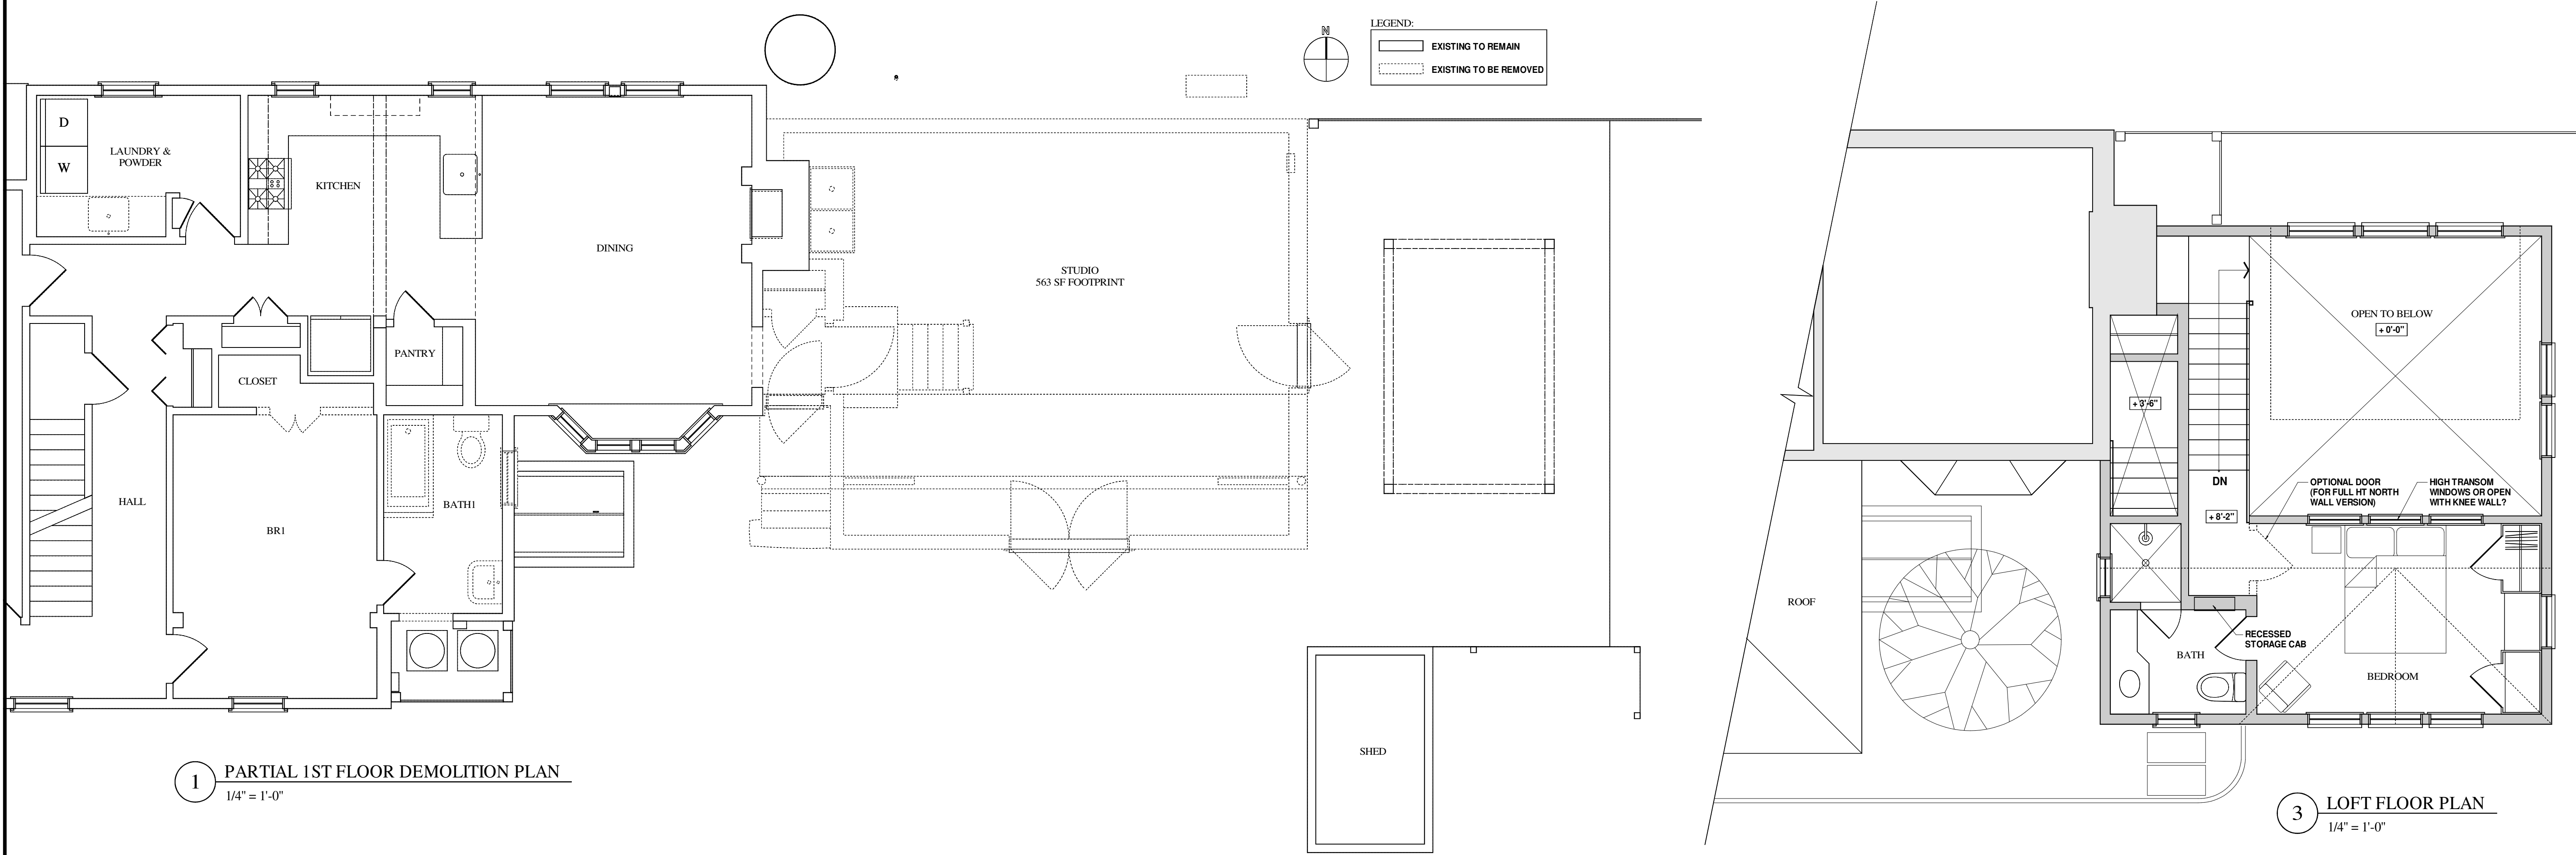 N
LEGEND:
EXISTING TO REMAIN
EXISTING TO BE REMOVED
D
W
LAUNDRY &
POWDER
KITCHEN
DINING
STUDIO
563 SF FOOTPRINT
PANTRY
CLOSET
HALL
BR1
BATH1
SHED
1
PARTIAL 1ST FLOOR DEMOLITION PLAN
1/4" = 1'-0"
OPEN TO BELOW
+ 0'-0"
+ 3'-6"
DN
+ 8'-2"
OPTIONAL DOOR
(FOR FULL HT NORTH
WALL VERSION)
HIGH TRANSOM
WINDOWS OR OPEN
WITH KNEE WALL?
ROOF
RECESSED
STORAGE CAB
BATH
BEDROOM
3
LOFT FLOOR PLAN
1/4" = 1'-0"